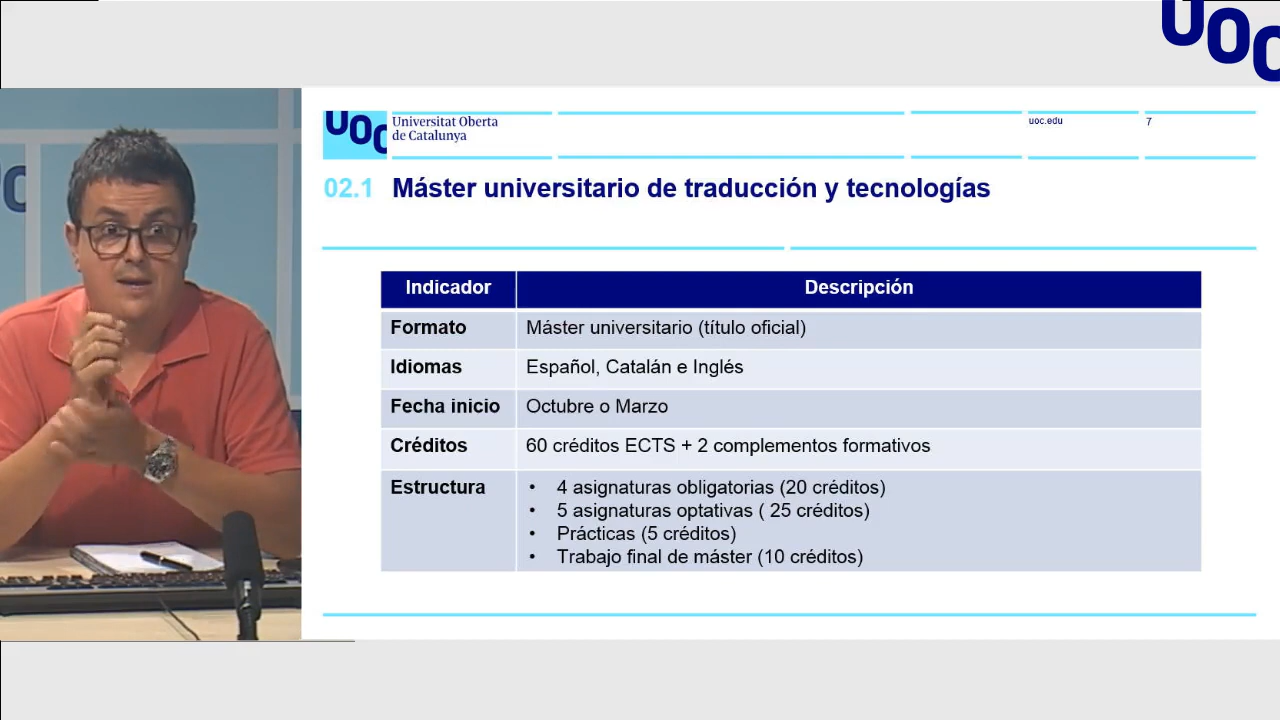 UOC
UOC
Universitat Oberta
de Catalunya
uoc.edu
7
02.1 Máster universitario de traducción y tecnologías
Indicador Descripción
Formato Máster universitario (título oficial)
Idiomas Español, Catalán e Inglés
Fecha inicio Octubre o Marzo
Créditos 60 créditos ECTS + 2 complementos formativos
Estructura • 4 asignaturas obligatorias (20 créditos)
• 5 asignaturas optativas ( 25 créditos)
• Prácticas (5 créditos)
• Trabajo final de máster (10 créditos)